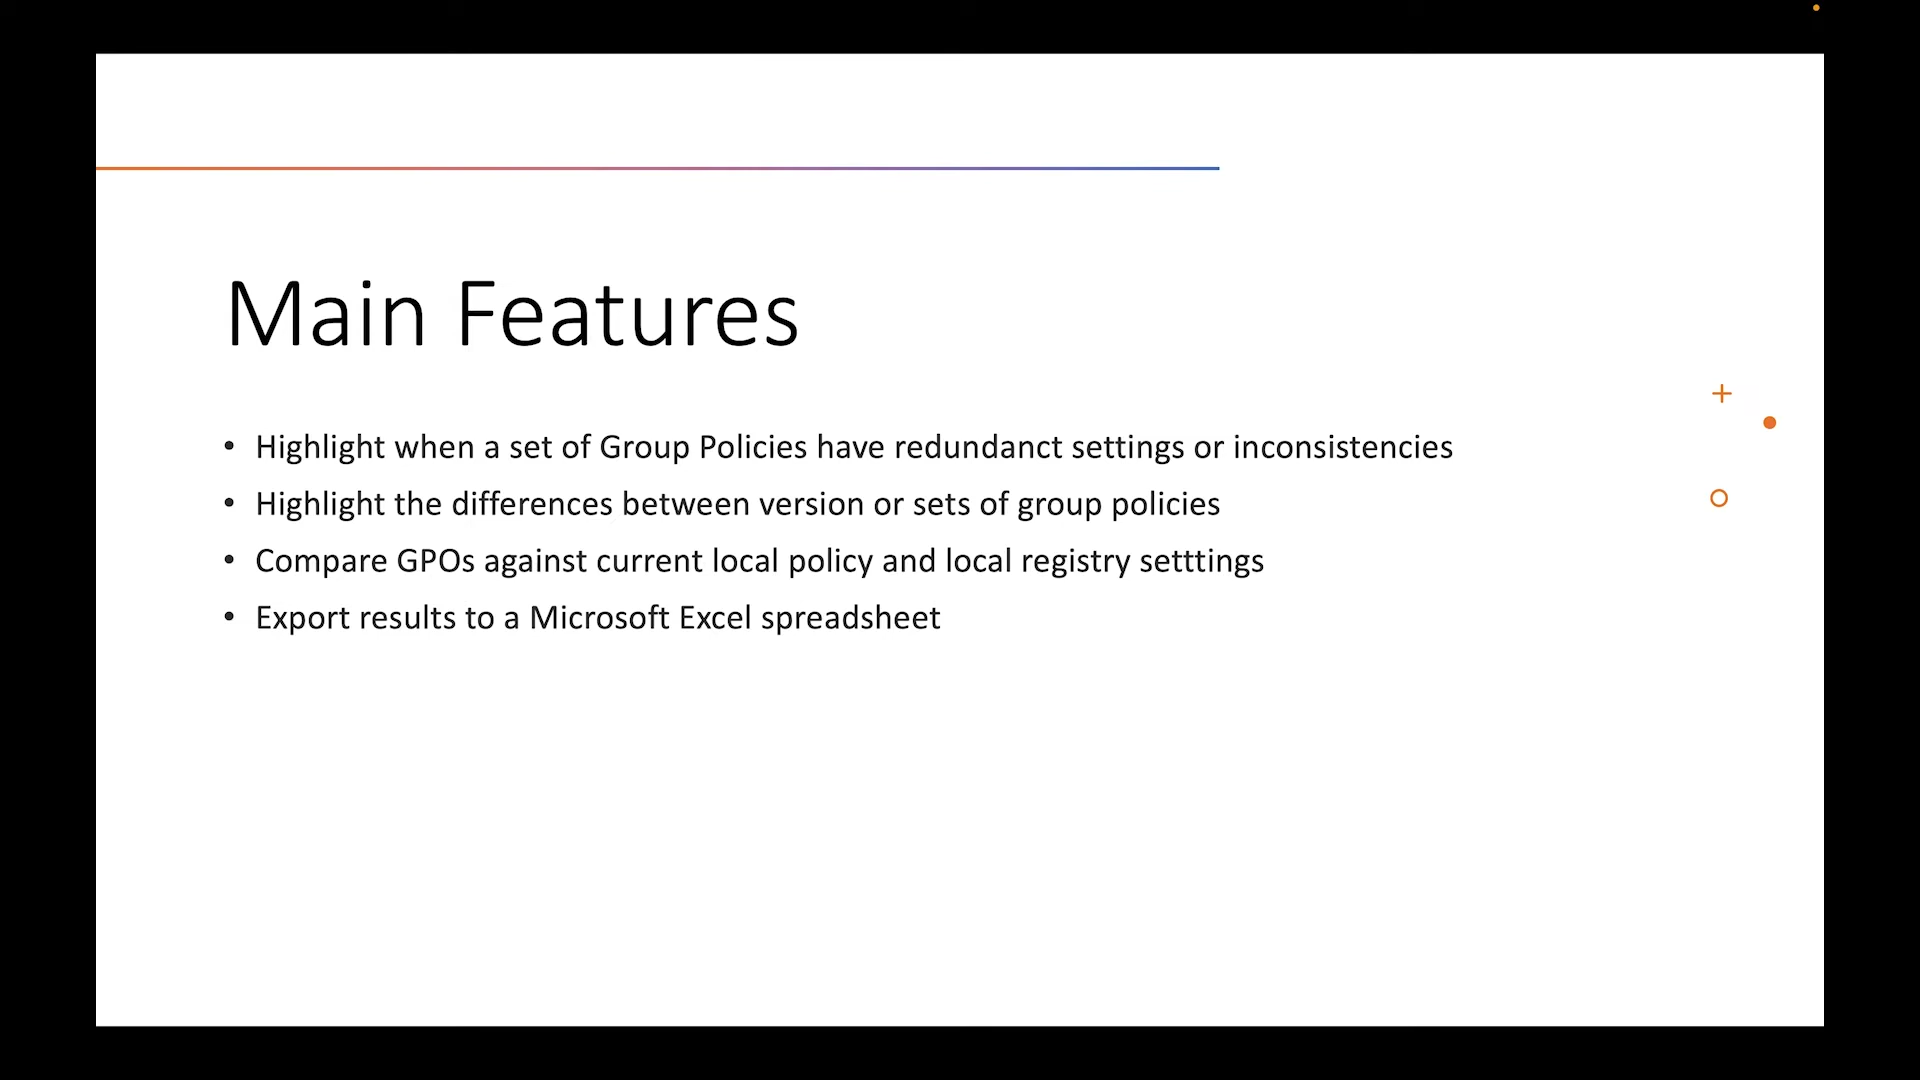 Main Features
• Highlight when a set of Group Policies have redundanct settings or inconsistencies
• Highlight the differences between version or sets of group policies
• Compare GPOs against current local policy and local registry setttings
• Export results to a Microsoft Excel spreadsheet